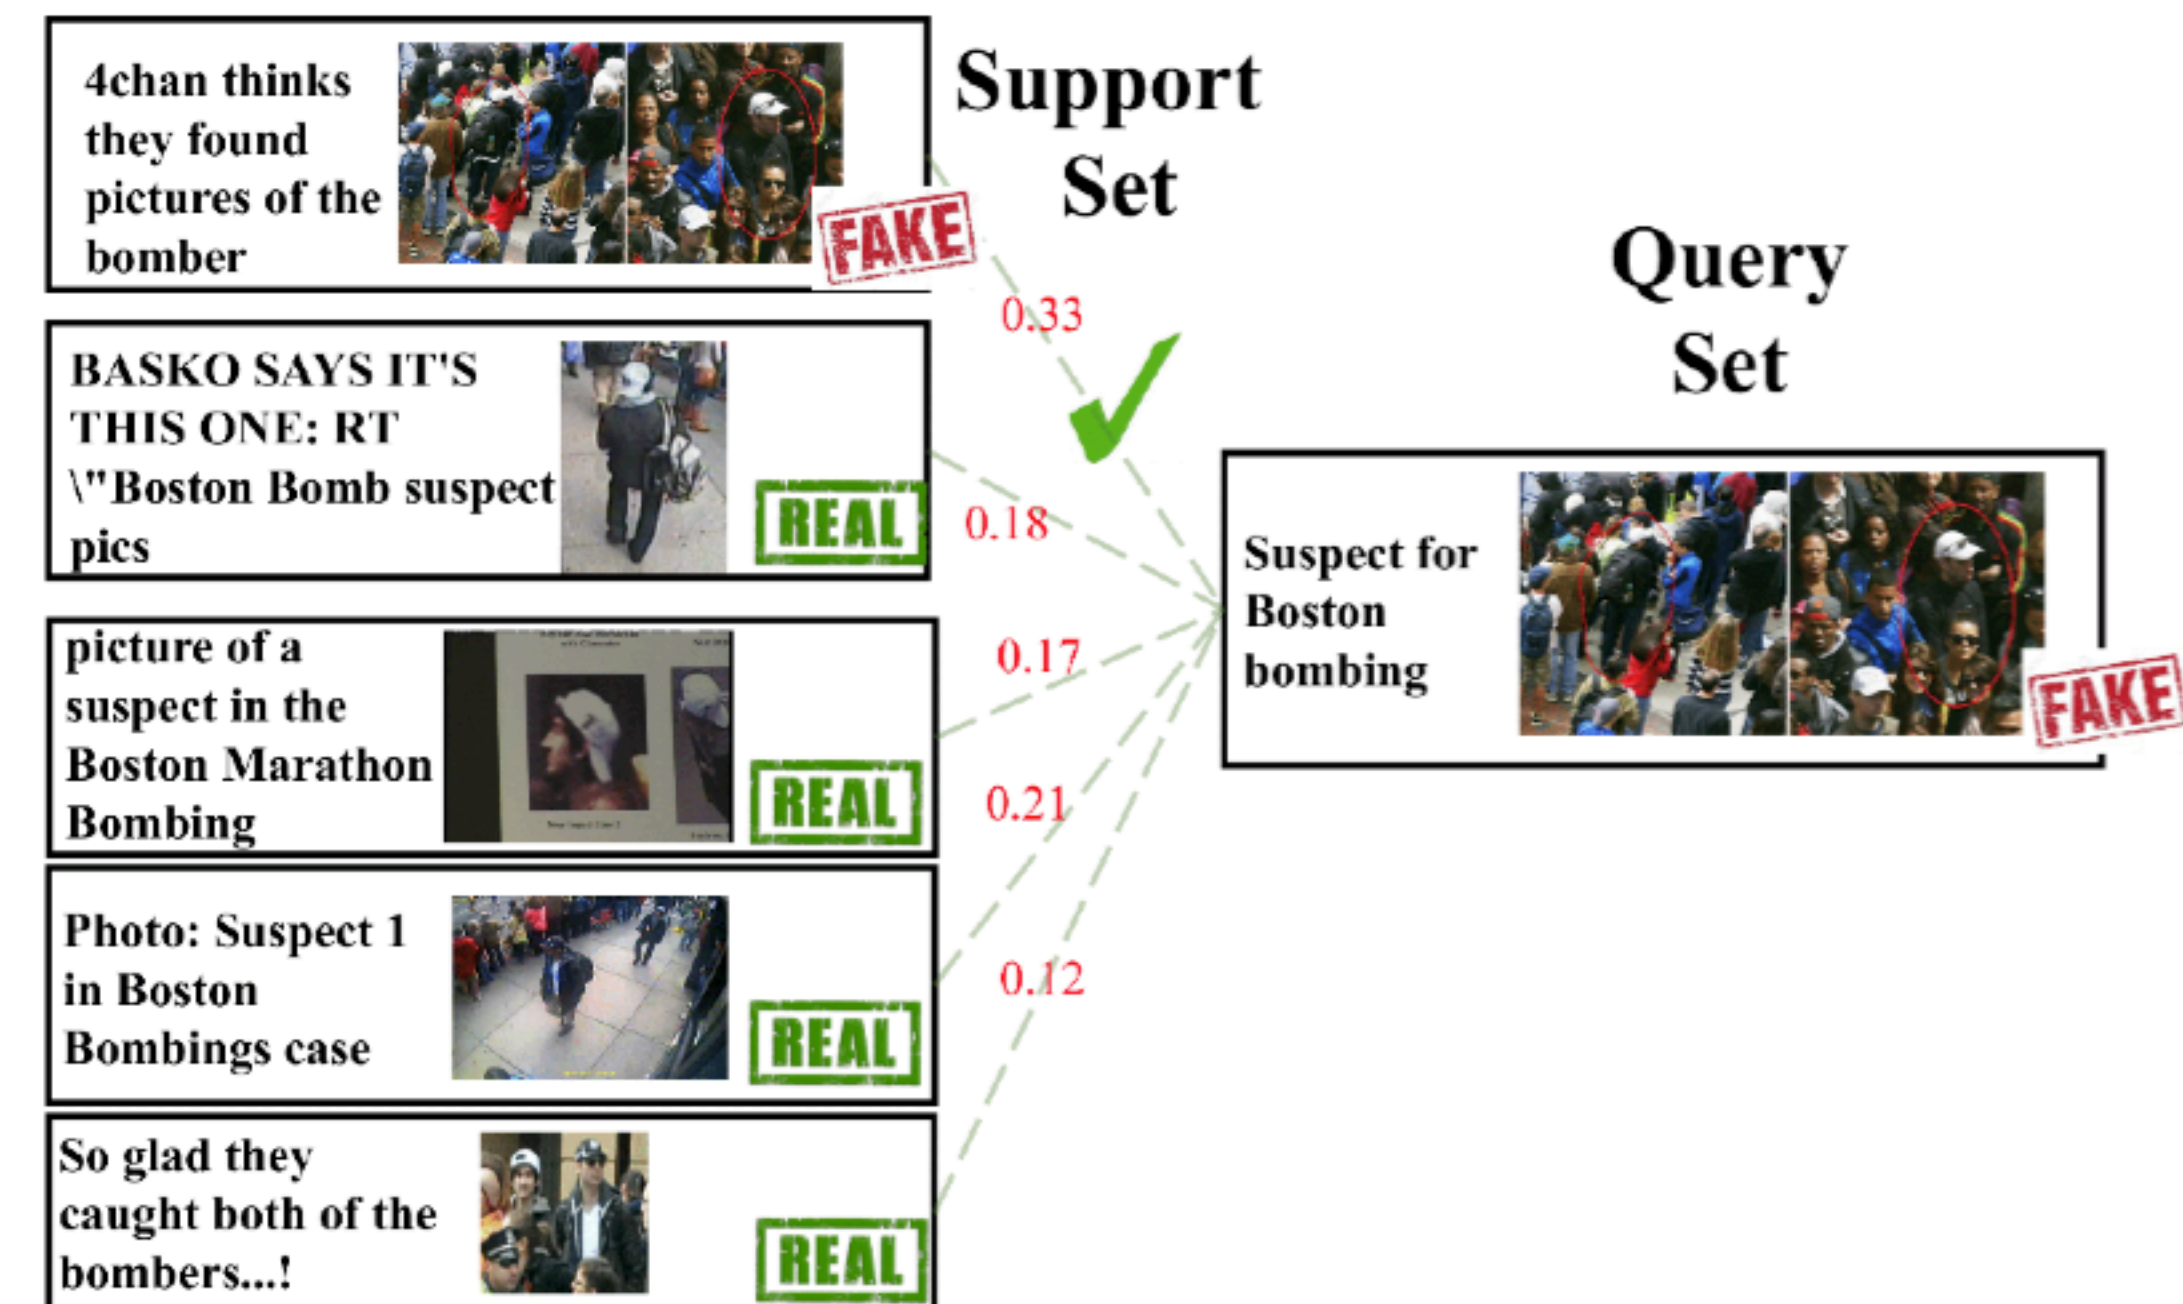 4chan thinks
they found
pictures of the
bomber
FAKE
Support
Set
0.33
BASKO SAYS IT'S
THIS ONE: RT
\"Boston Bomb suspect
pics
REAL
0.18
Query
Set
Suspect for
Boston
bombing
FAKE
picture of a
suspect in the
Boston Marathon
Bombing
REAL
0.17
Photo: Suspect 1
in Boston
Bombings case
REAL
0.21
So glad they
caught both of the
bombers...!
REAL
0.12